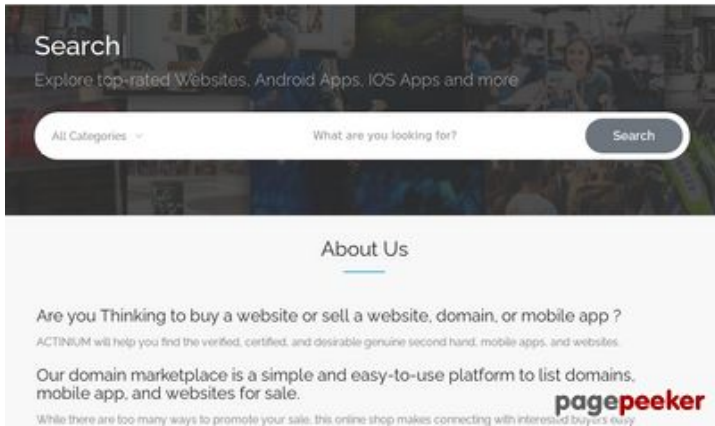 Search
Explore top-rated Websites, Android Apps, IOS Apps and more
All Categories What are you looking for? Search
About Us
Are you Thinking to buy a website or sell a website, domain, or mobile app ?
ACTINIUM will help you find the verified, certified, and desirable genuine second hand, mobile apps, and websites.
Our domain marketplace is a simple and easy-to-use platform to list domains,
mobile app, and websites for sale.
pagepeeker
While there are too many ways to promote your sale, this online shop makes connecting with interested buyers easy